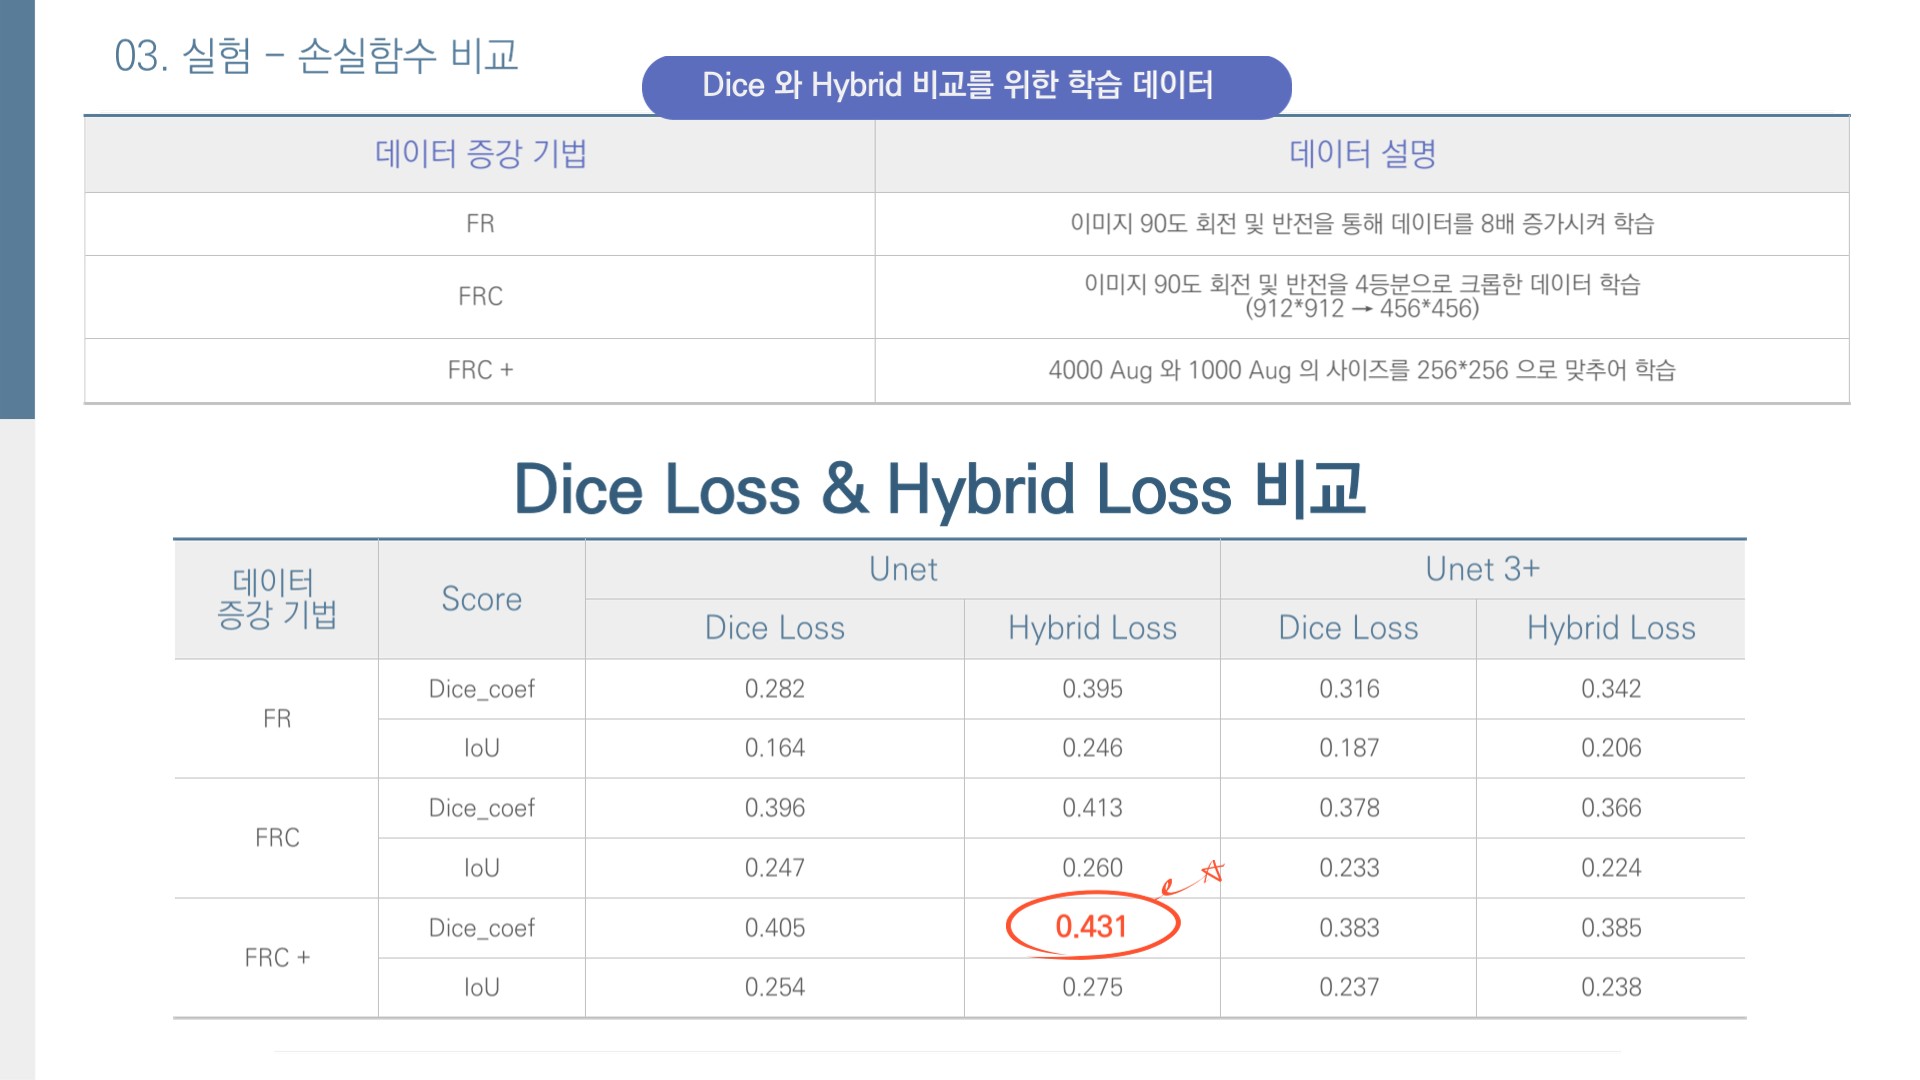 03. 실험 - 손실함수 비교
Dice 와 Hybrid 비교를 위한 학습 데이터
데이터 증강 기법 데이터 설명
FR 이미지 90도 회전 및 반전을 통해 데이터를 8배 증가시켜 학습
FRC 이미지 90도 회전 및 반전을 4등분으로 크롭한 데이터 학습
(912*912 → 456*456)
FRC + 4000 Aug 와 1000 Aug 의 사이즈를 256*256 으로 맞추어 학습
Dice Loss & Hybrid Loss 비교
데이터
증강 기법
Score
Unet Unet 3+
Dice Loss Hybrid Loss Dice Loss Hybrid Loss
FR
Dice_coef 0.282 0.395 0.316 0.342
IoU 0.164 0.246 0.187 0.206
FRC
Dice_coef 0.396 0.413 0.378 0.366
IoU 0.247 0.260 0.233 0.224
FRC +
Dice_coef 0.405 0.431 0.383 0.385
IoU 0.254 0.275 0.237 0.238